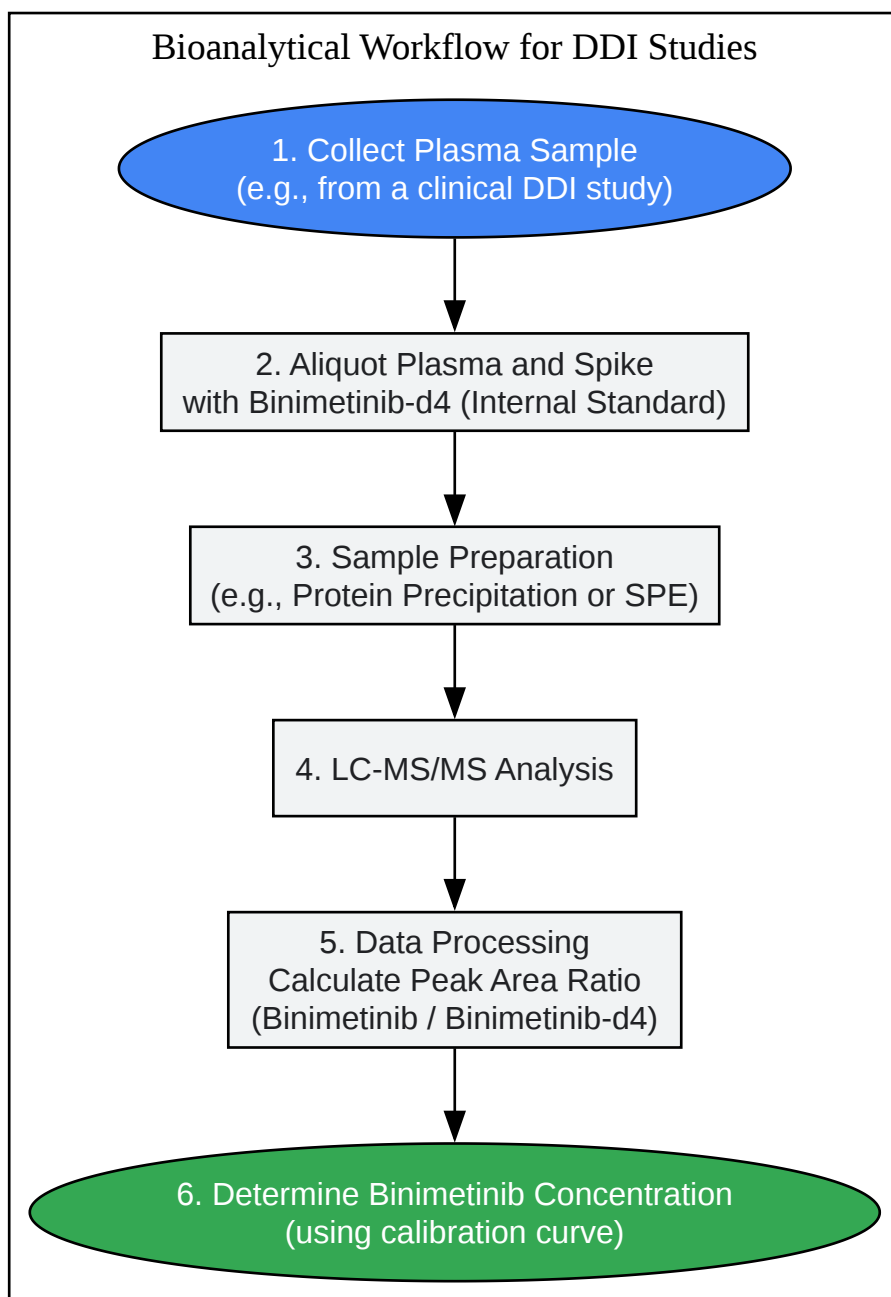 Bioanalytical Workflow for DDI Studies
1. Collect Plasma Sample
(e.g., from a clinical DDI study)
2. Aliquot Plasma and Spike
with Binimetinib-d4 (Internal Standard)
3. Sample Preparation
(e.g., Protein Precipitation or SPE)
4. LC-MS/MS Analysis
5. Data Processing
Calculate Peak Area Ratio
(Binimetinib / Binimetinib-d4)
6. Determine Binimetinib Concentration
(using calibration curve)